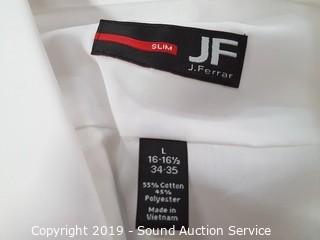 SLIM
JF
J.Ferrar
L
16-16½
34-35
55% Cotton
45%
Polyester
Made in
Vietnam
Copyright 2019 - Sound Auction Service